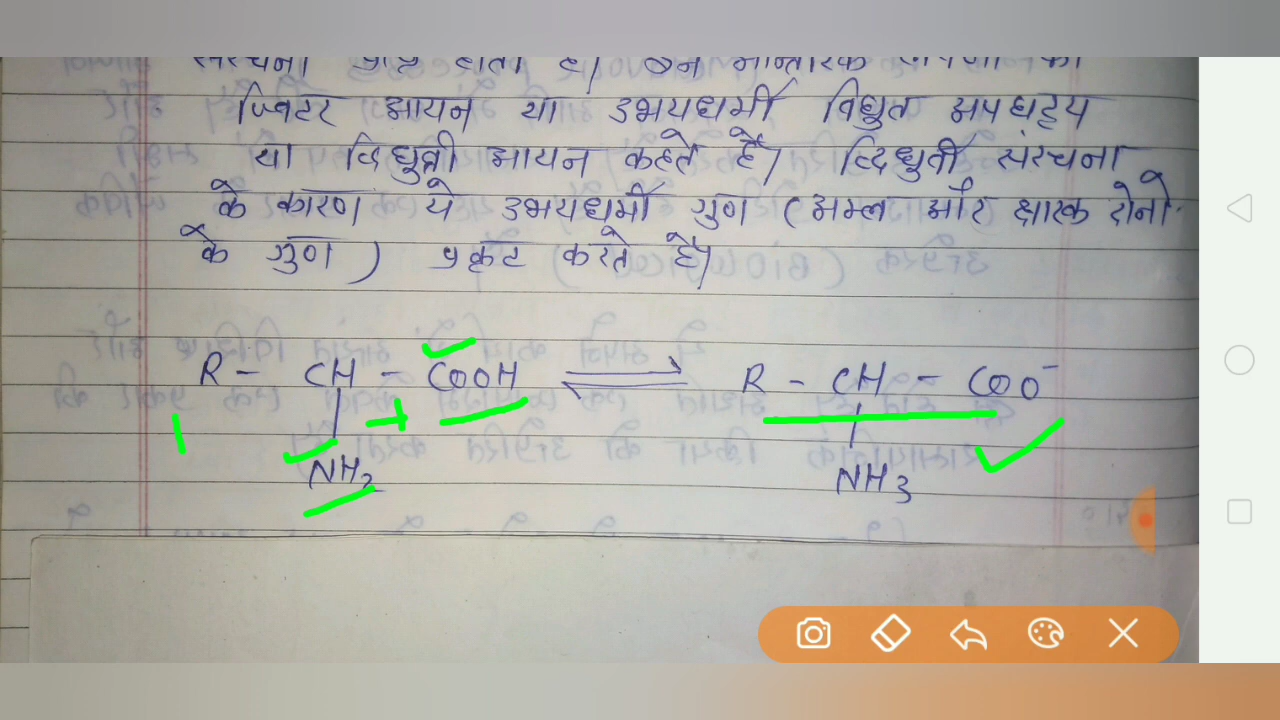 ज्विटर आयन या उभयधर्मी विधुत अपघट्य
या द्विधुत्री आयन कहते है। द्विधुवी संरचना
के कारण ये उभयधर्मी गुण (अम्ल और क्षारक दोनो
के गुण) प्रकट करते है।
R - CH - COOH ⇌ R - CH - COO⁻
NH₂ NH₃